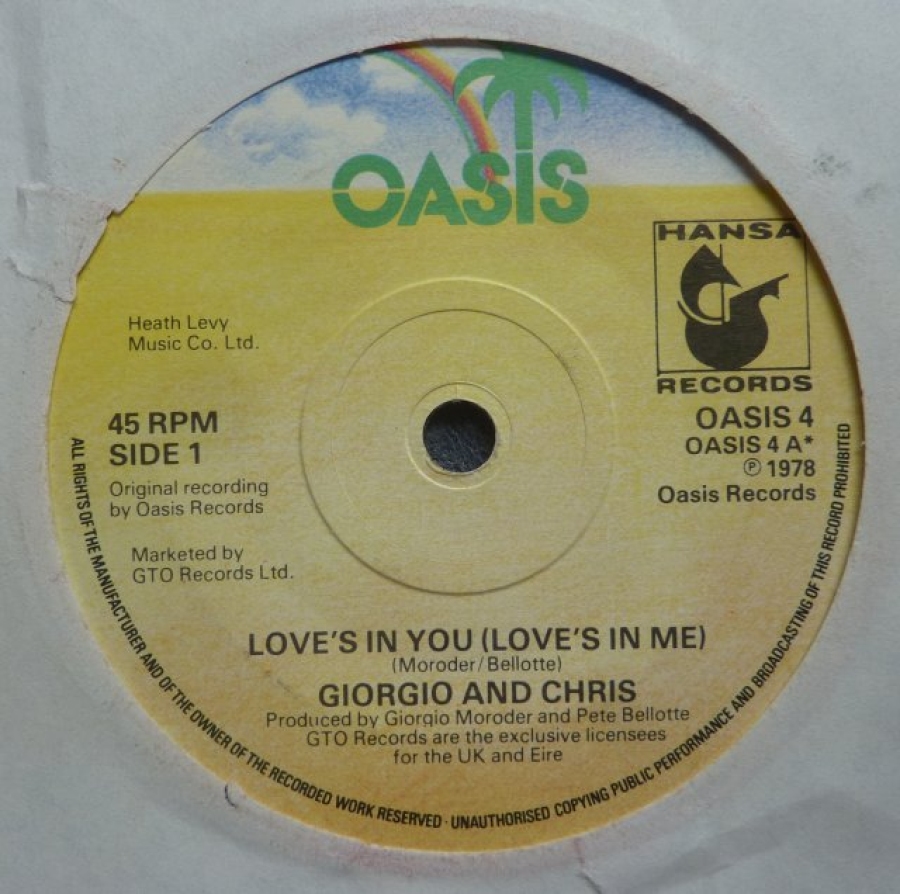 OASIS
HANSA
RECORDS
Heath Levy
Music Co. Ltd.
45 RPM
SIDE 1
Original recording
by Oasis Records
Marketed by
GTO Records Ltd.
OASIS 4
OASIS 4 A*
℗ 1978
Oasis Records
LOVE'S IN YOU (LOVE'S IN ME)
(Moroder/Bellotte)
GIORGIO AND CHRIS
Produced by Giorgio Moroder and Pete Bellotte
GTO Records are the exclusive licensees
for the UK and Eire
ALL RIGHTS OF THE MANUFACTURER AND OF THE OWNER OF THE RECORDED WORK RESERVED · UNAUTHORISED COPYING PUBLIC PERFORMANCE AND BROADCASTING OF THIS RECORD PROHIBITED